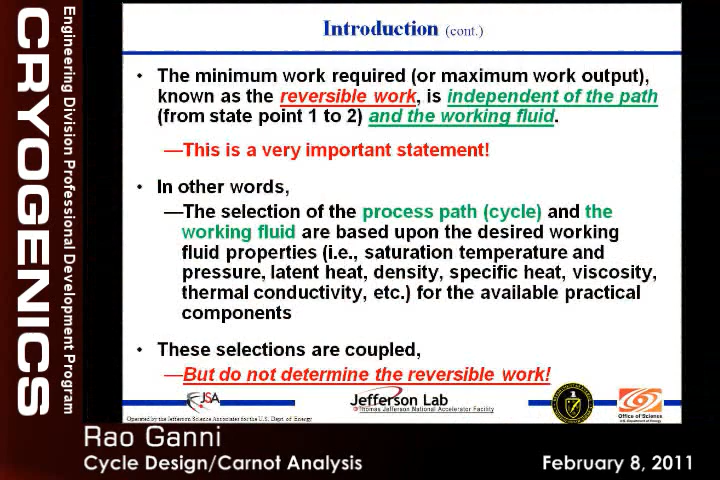 CRYOGENICS
Engineering Division Professional Development Program
Introduction (cont.)
• The minimum work required (or maximum work output),
known as the reversible work, is independent of the path
(from state point 1 to 2) and the working fluid.
—This is a very important statement!
• In other words,
—The selection of the process path (cycle) and the
working fluid are based upon the desired working
fluid properties (i.e., saturation temperature and
pressure, latent heat, density, specific heat, viscosity,
thermal conductivity, etc.) for the available practical
components
• These selections are coupled,
—But do not determine the reversible work!
JSA
Jefferson Lab
Thomas Jefferson National Accelerator Facility
Office of Science
U.S. Department of Energy
Operated by the Jefferson Science Associates for the U.S. Dept. of Energy
Rao Ganni
Cycle Design/Carnot Analysis
February 8, 2011